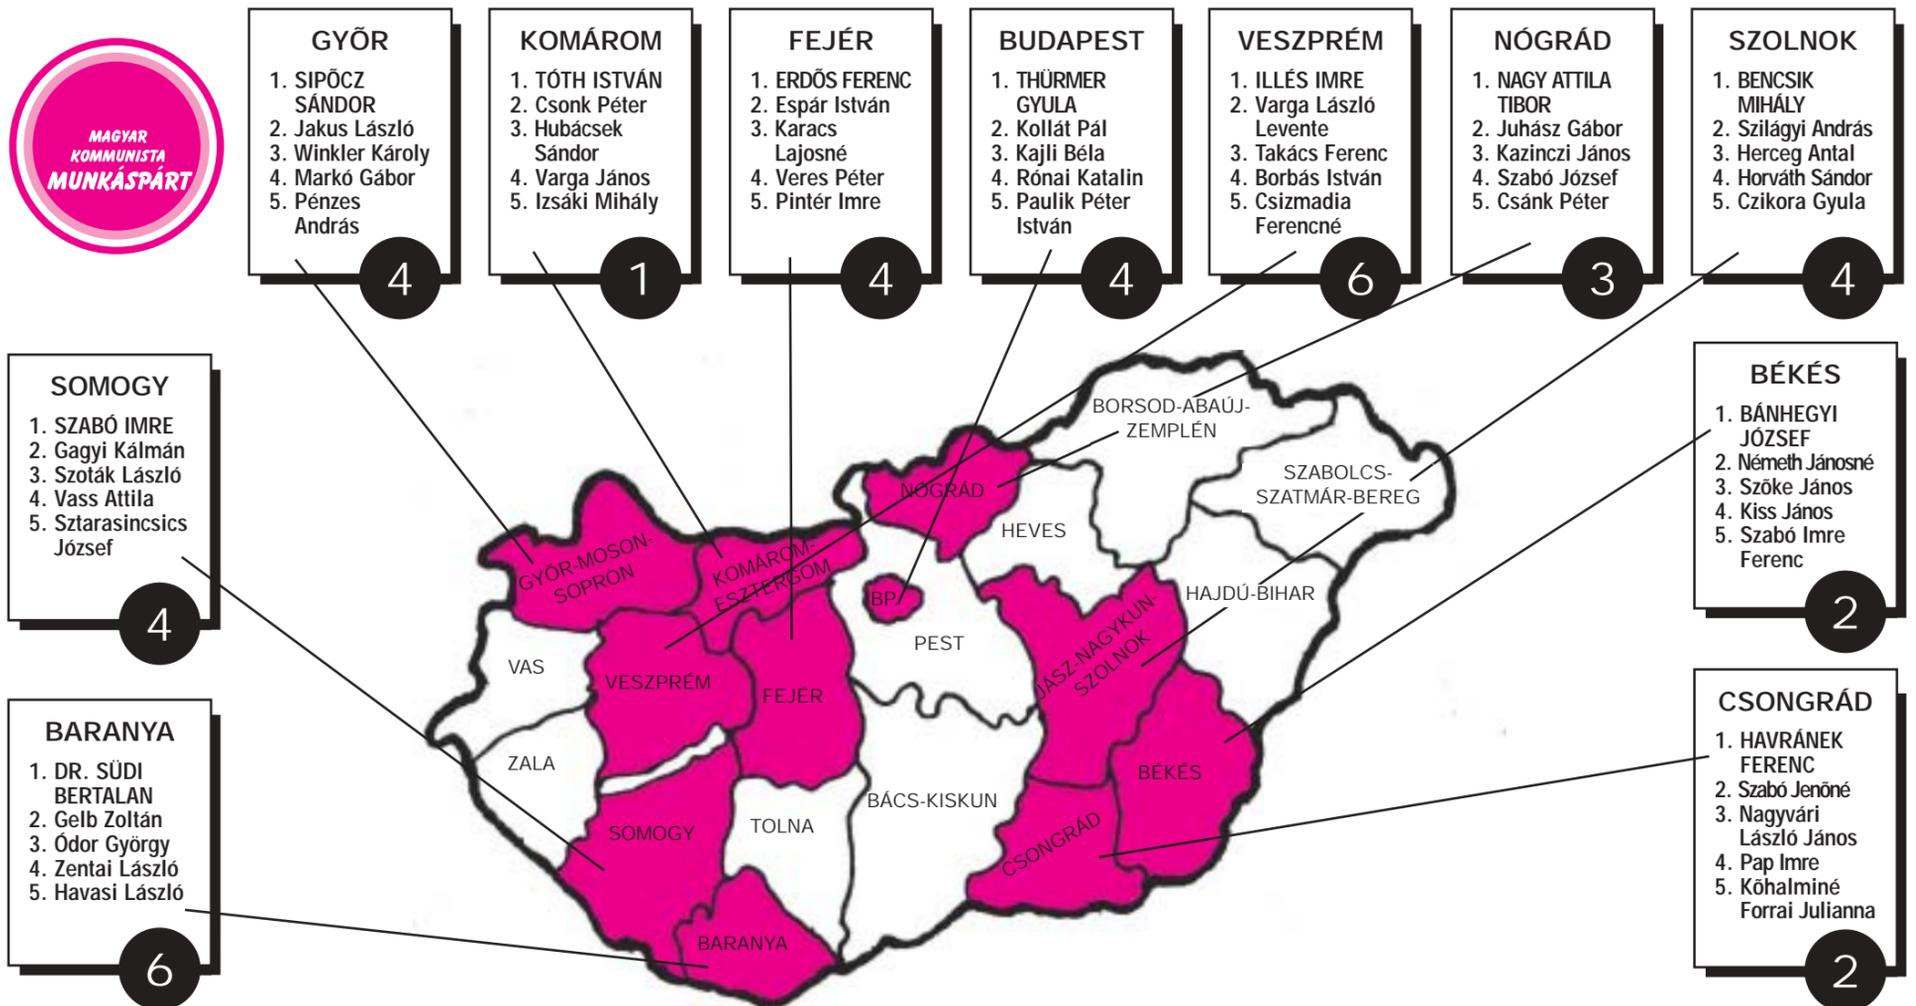 MAGYAR
KOMMUNISTA
MUNKÁSPÁRT
GYÕR
1. SIPÕCZ
SÁNDOR
2. Jakus László
3. Winkler Károly
4. Markó Gábor
5. Pénzes
András
4
KOMÁROM
1. TÓTH ISTVÁN
2. Csonk Péter
3. Hubácsek
Sándor
4. Varga János
5. Izsáki Mihály
1
FEJÉR
1. ERDÕS FERENC
2. Espár István
3. Karacs
Lajosné
4. Veres Péter
5. Pintér Imre
4
BUDAPEST
1. THÜRMER
GYULA
2. Kollát Pál
3. Kajli Béla
4. Rónai Katalin
5. Paulik Péter
István
4
VESZPRÉM
1. ILLÉS IMRE
2. Varga László
Levente
3. Takács Ferenc
4. Borbás István
5. Csizmadia
Ferencné
6
NÓGRÁD
1. NAGY ATTILA
TIBOR
2. Juhász Gábor
3. Kazinczi János
4. Szabó József
5. Csánk Péter
3
SZOLNOK
1. BENCSIK
MIHÁLY
2. Szilágyi András
3. Herceg Antal
4. Horváth Sándor
5. Czikora Gyula
4
SOMOGY
1. SZABÓ IMRE
2. Gagyi Kálmán
3. Szoták László
4. Vass Attila
5. Sztarasincsics
József
4
BÉKÉS
1. BÁNHEGYI
JÓZSEF
2. Németh Jánosné
3. Szõke János
4. Kiss János
5. Szabó Imre
Ferenc
2
BARANYA
1. DR. SÜDI
BERTALAN
2. Gelb Zoltán
3. Ódor György
4. Zentai László
5. Havasi László
6
CSONGRÁD
1. HAVRÁNEK
FERENC
2. Szabó Jenõné
3. Nagyvári
László János
4. Pap Imre
5. Kõhalminé
Forrai Julianna
2
BORSOD-ABAÚJ-
ZEMPLÉN
SZABOLCS-
SZATMÁR-BEREG
NÓGRÁD
HEVES
GYÕR-MOSON-
SOPRON
KOMÁROM-
ESZTERGOM
BP.
HAJDÚ-BIHAR
PEST
JÁSZ-NAGYKUN-
SZOLNOK
VAS
VESZPRÉM
FEJÉR
ZALA
BÉKÉS
BÁCS-KISKUN
SOMOGY
TOLNA
CSONGRÁD
BARANYA